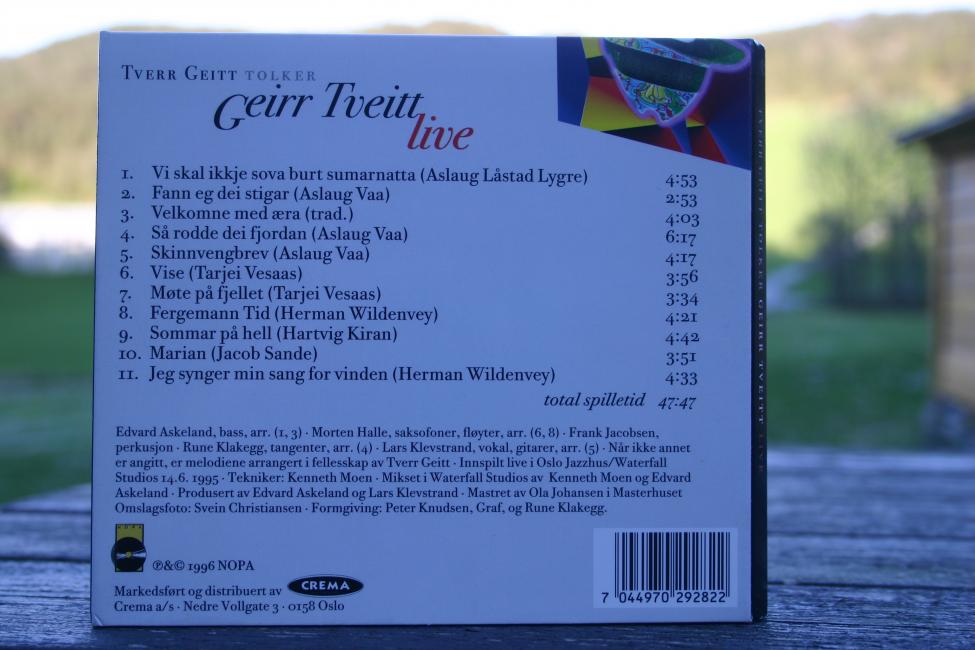 Tverr Geitt tolker
Geirr Tveitt
live
1. Vi skal ikkje sova burt sumarnatta (Aslaug Låstad Lygre) 4:53
2. Fann eg dei stigar (Aslaug Vaa) 2:53
3. Velkomne med æra (trad.) 4:03
4. Så rodde dei fjordan (Aslaug Vaa) 6:17
5. Skinnvengbrev (Aslaug Vaa) 4:17
6. Vise (Tarjei Vesaas) 3:56
7. Møte på fjellet (Tarjei Vesaas) 3:34
8. Fergemann Tid (Herman Wildenvey) 4:21
9. Sommar på hell (Hartvig Kiran) 4:42
10. Marian (Jacob Sande) 3:51
11. Jeg synger min sang for vinden (Herman Wildenvey) 4:33
total spilletid 47:47
Edvard Askeland, bass, arr. (1, 3) · Morten Halle, saksofoner, fløyter, arr. (6, 8) · Frank Jacobsen,
perkusjon · Rune Klakegg, tangenter, arr. (4) · Lars Klevstrand, vokal, gitarer, arr. (5) · Når ikke annet
er angitt, er melodiene arrangert i fellesskap av Tverr Geitt · Innspilt live i Oslo Jazzhus/Waterfall
Studios 14.6. 1995 · Tekniker: Kenneth Moen · Mikset i Waterfall Studios av Kenneth Moen og Edvard
Askeland · Produsert av Edvard Askeland og Lars Klevstrand · Mastret av Ola Johansen i Masterhuset
Omslagsfoto: Svein Christiansen · Formgiving: Peter Knudsen, Graf, og Rune Klakegg.
NOPA
℗&© 1996 NOPA
Markedsført og distribuert av CREMA
Crema a/s · Nedre Vollgate 3 · 0158 Oslo
7 044970 292822
TVERR GEITT TOLKER GEIRR TVEITT LIVE